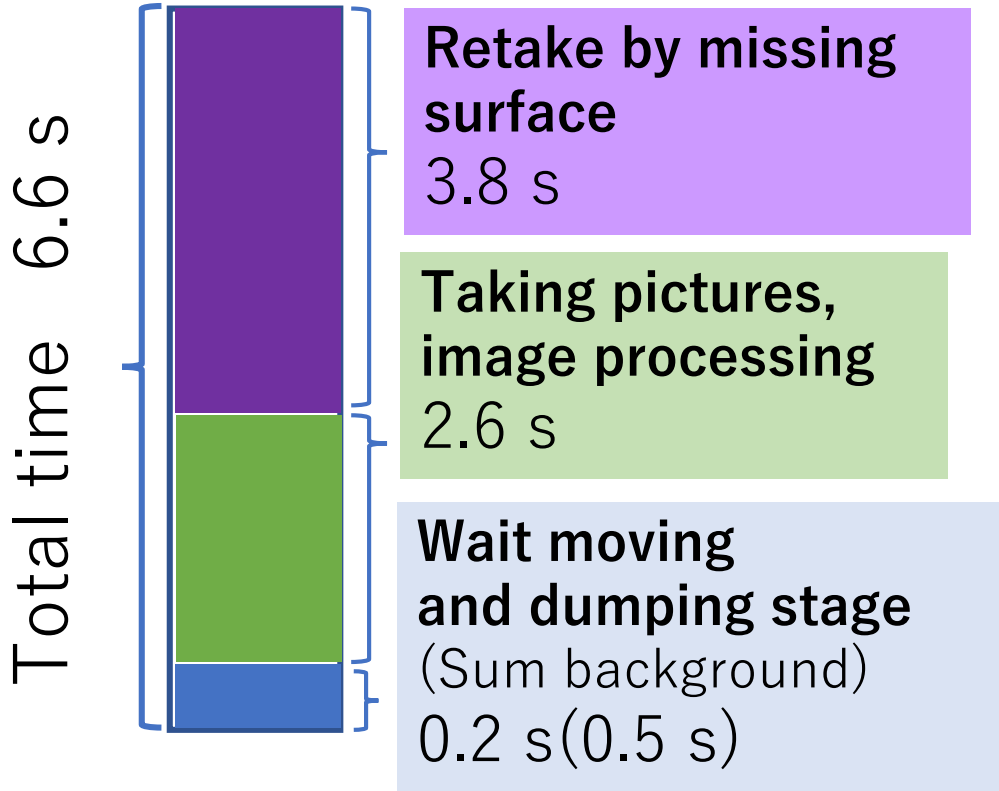 Total time 6.6 s
Retake by missing
surface
3.8 s
Taking pictures,
image processing
2.6 s
Wait moving
and dumping stage
(Sum background)
0.2 s(0.5 s)